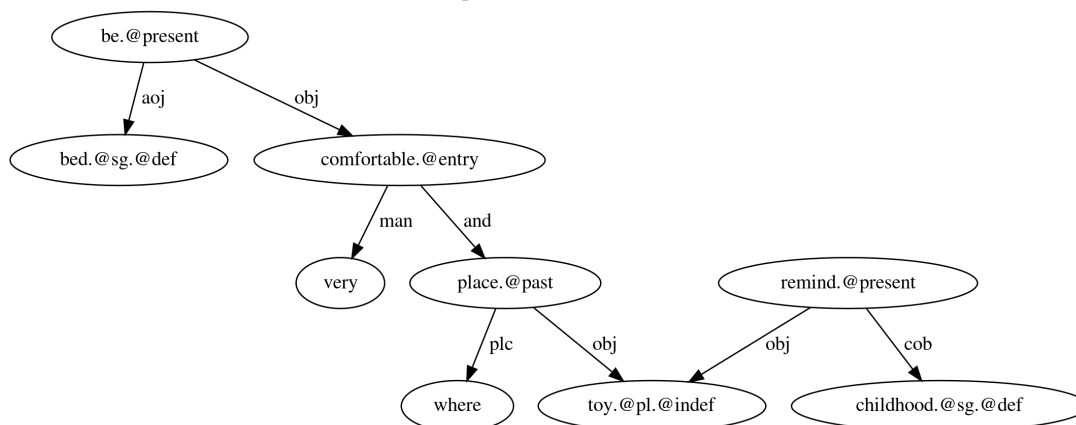 be.@present
aoj
obj
bed.@sg.@def
comfortable.@entry
man
and
very
place.@past
remind.@present
plc
obj
obj
cob
where
toy.@pl.@indef
childhood.@sg.@def